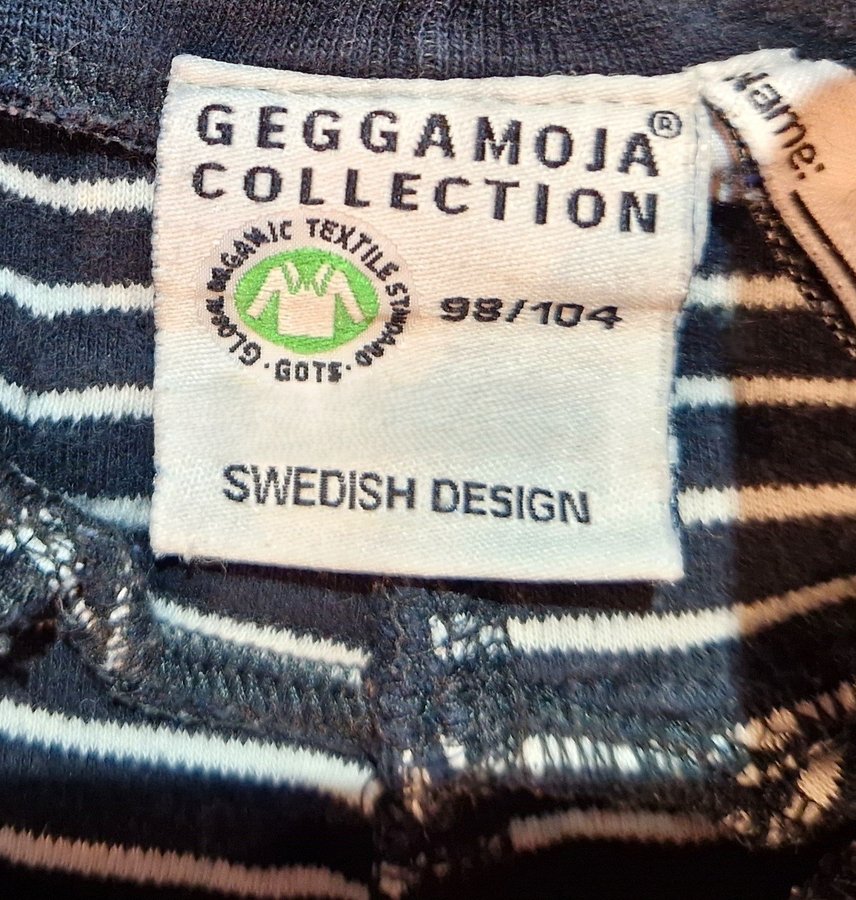 GEGGAMOJA®
COLLECTION
GLOBAL ORGANIC TEXTILE STANDARD
· GOTS ·
98/104
SWEDISH DESIGN
Name: